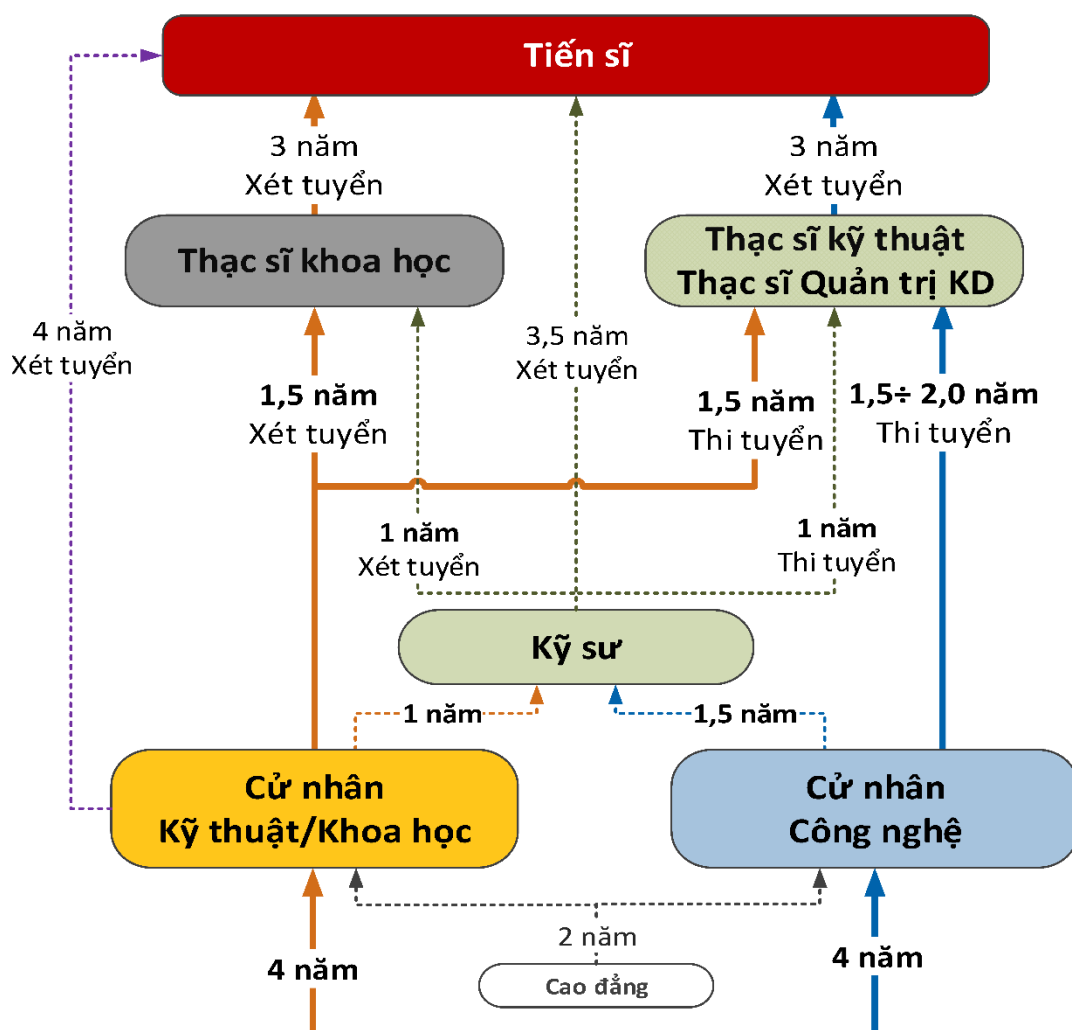 Tiến sĩ
3 năm
Xét tuyển
3 năm
Xét tuyển
Thạc sĩ khoa học
Thạc sĩ kỹ thuật
Thạc sĩ Quản trị KD
4 năm
Xét tuyển
3,5 năm
Xét tuyển
1,5 năm
Xét tuyển
1,5 năm
Thi tuyển
1,5÷ 2,0 năm
Thi tuyển
1 năm
Xét tuyển
1 năm
Thi tuyển
Kỹ sư
1 năm
1,5 năm
Cử nhân
Kỹ thuật/Khoa học
Cử nhân
Công nghệ
2 năm
4 năm
Cao đẳng
4 năm